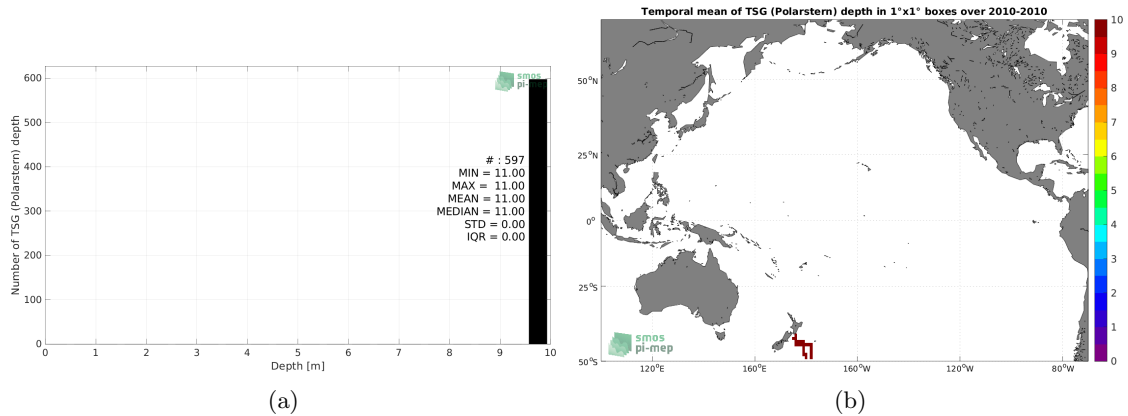 Number of TSG (Polarstern) depth
600
500
400
300
200
100
0
0 1 2 3 4 5 6 7 8 9 10
Depth [m]
smos
pi-mep
# : 597
MIN = 11.00
MAX = 11.00
MEAN = 11.00
MEDIAN = 11.00
STD = 0.00
IQR = 0.00
(a)
Temporal mean of TSG (Polarstern) depth in 1°x1° boxes over 2010-2010
50°N
25°N
0°
25°S
50°S
120°E 160°E 160°W 120°W 80°W
smos
pi-mep
10
9
8
7
6
5
4
3
2
1
0
(b)